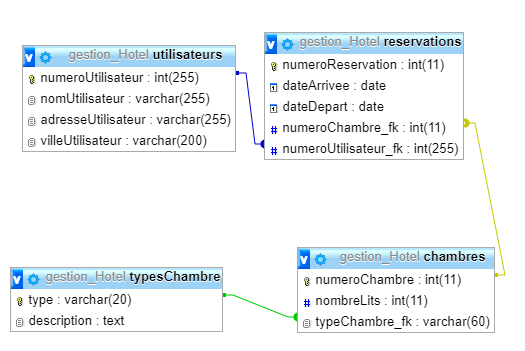 gestion_Hotel utilisateurs
numeroUtilisateur : int(255)
nomUtilisateur : varchar(255)
adresseUtilisateur : varchar(255)
villeUtilisateur : varchar(200)
gestion_Hotel reservations
numeroReservation : int(11)
dateArrivee : date
dateDepart : date
numeroChambre_fk : int(11)
numeroUtilisateur_fk : int(255)
gestion_Hotel typesChambre
type : varchar(20)
description : text
gestion_Hotel chambres
numeroChambre : int(11)
nombreLits : int(11)
typeChambre_fk : varchar(60)